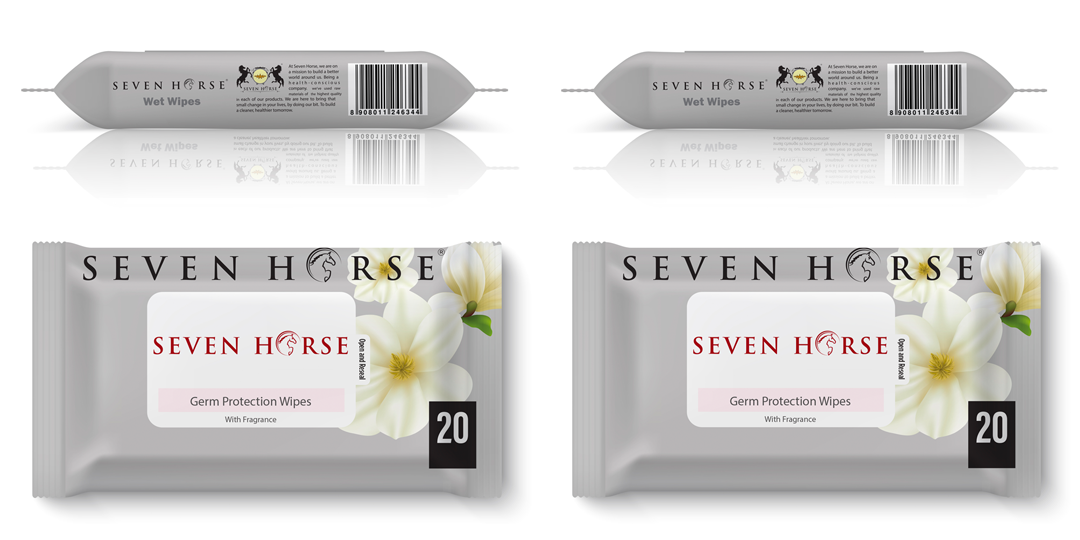 SEVEN HORSE®
Wet Wipes
SEVEN HORSE
At Seven Horse, we are on
a mission to build a better
world around us. Being a
health-conscious
company, we've used raw
materials of the highest quality
in each of our products. We are here to bring that
small change in your lives, by doing our bit. To build
a cleaner, healthier tomorrow.
8 908011 246344
SEVEN HORSE®
Wet Wipes
SEVEN HORSE
At Seven Horse, we are on
a mission to build a better
world around us. Being a
health-conscious
company, we've used raw
materials of the highest quality
in each of our products. We are here to bring that
small change in your lives, by doing our bit. To build
a cleaner, healthier tomorrow.
8 908011 246344
SEVEN HORSE®
SEVEN HORSE
Open and Reseal
Germ Protection Wipes
With Fragrance
20
SEVEN HORSE®
SEVEN HORSE
Open and Reseal
Germ Protection Wipes
With Fragrance
20